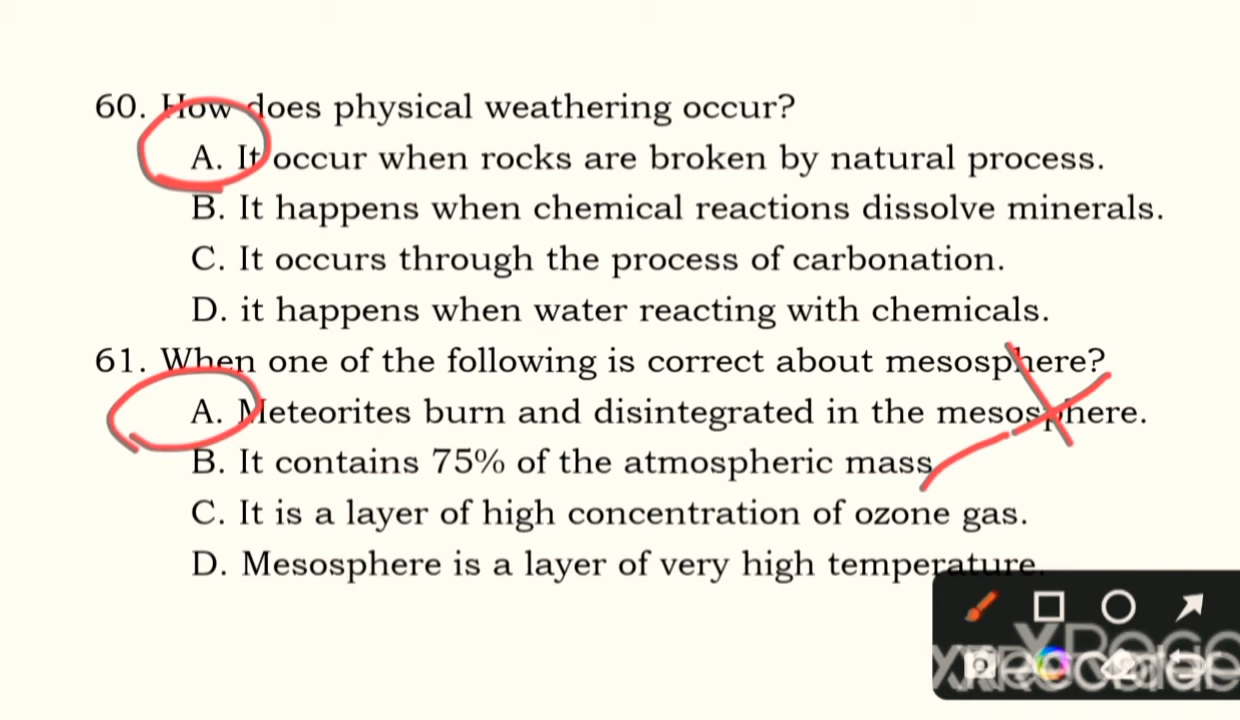 60. How does physical weathering occur?
A. It occur when rocks are broken by natural process.
B. It happens when chemical reactions dissolve minerals.
C. It occurs through the process of carbonation.
D. it happens when water reacting with chemicals.
61. When one of the following is correct about mesosphere?
A. Meteorites burn and disintegrated in the mesosphere.
B. It contains 75% of the atmospheric mass
C. It is a layer of high concentration of ozone gas.
D. Mesosphere is a layer of very high temperature.